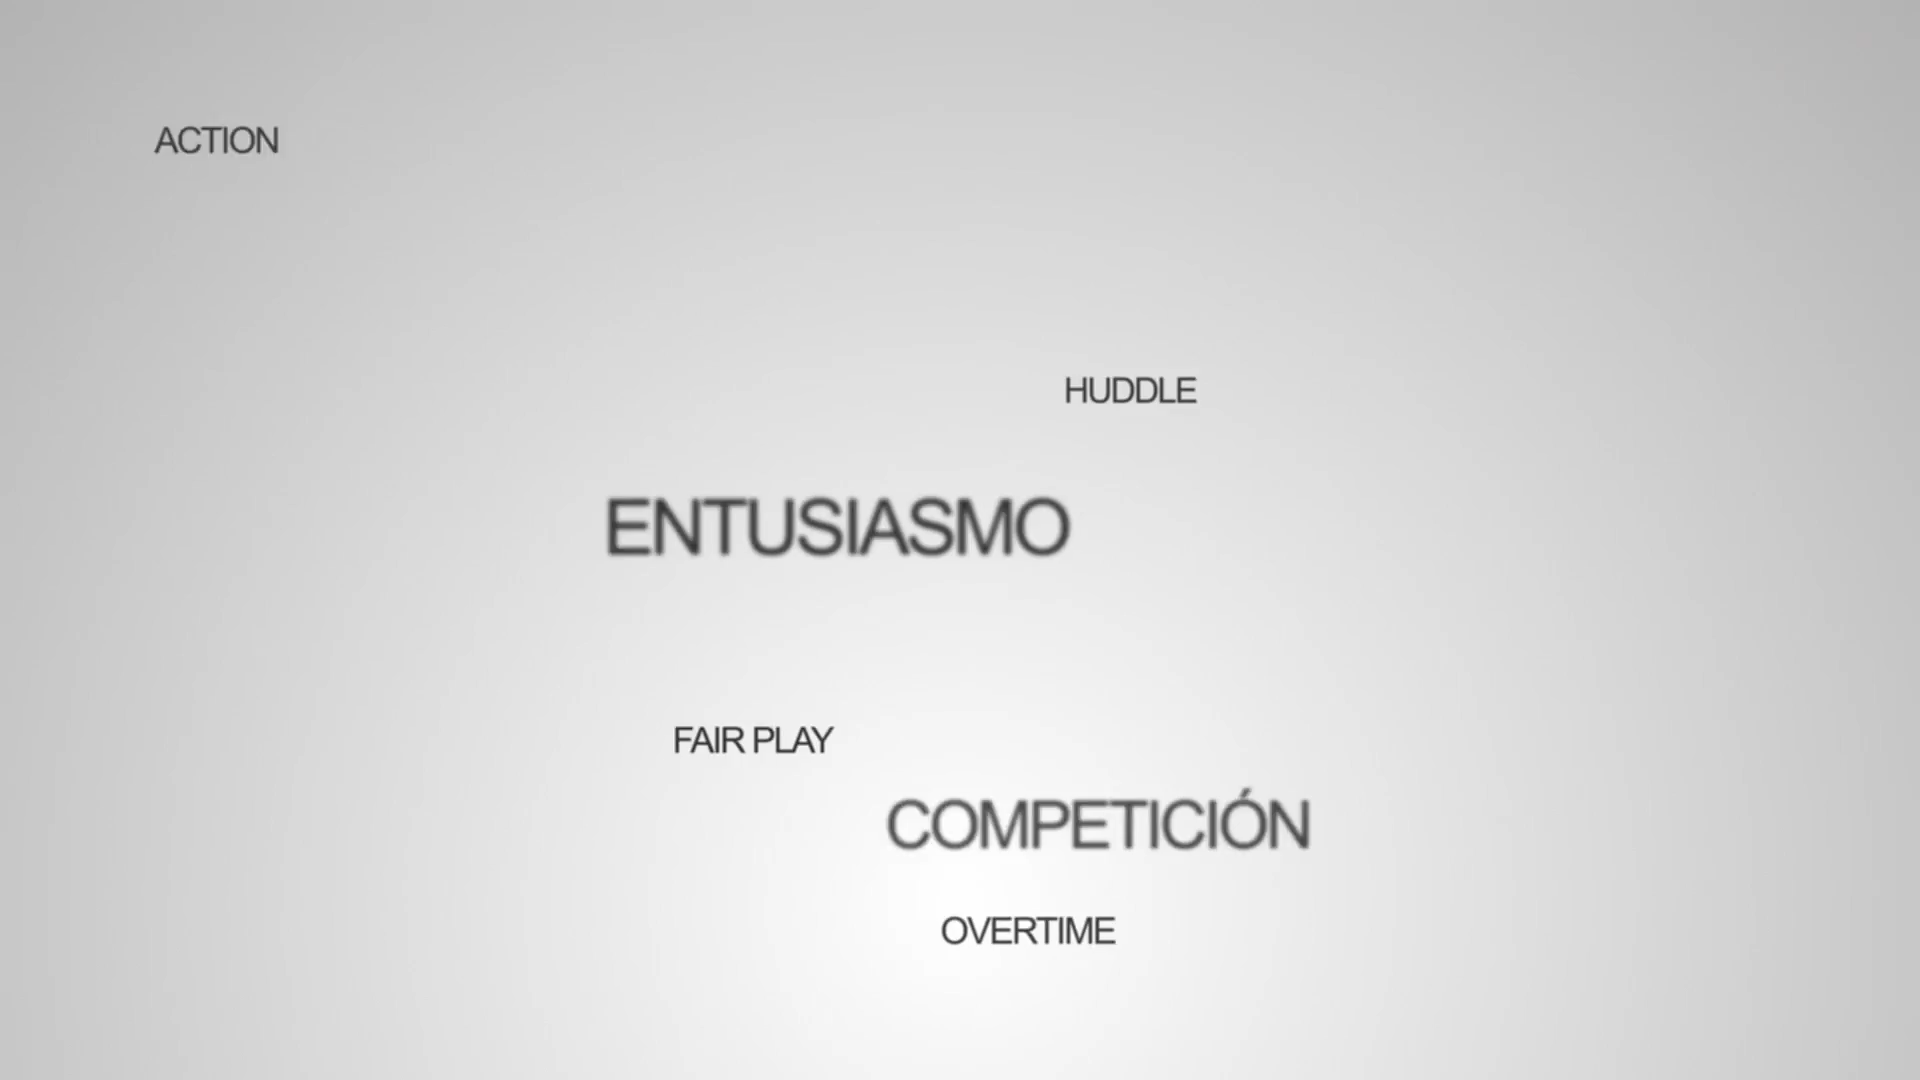 ACTION
HUDDLE
ENTUSIASMO
FAIR PLAY
COMPETICIÓN
OVERTIME